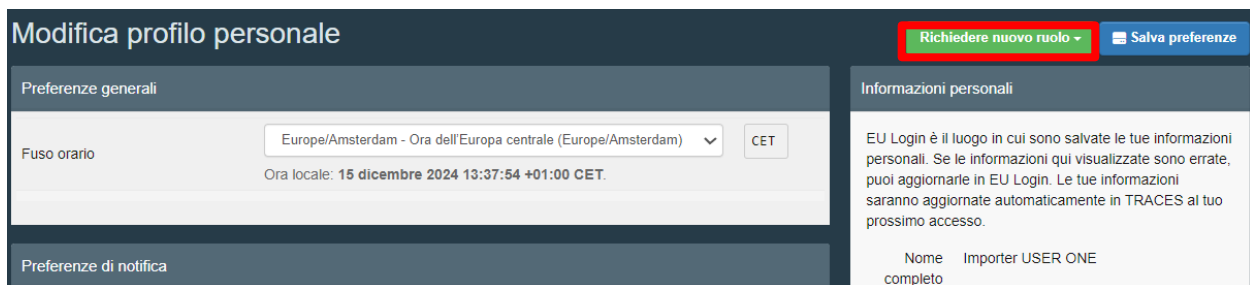 Modifica profilo personale
Richiedere nuovo ruolo
Salva preferenze
Preferenze generali
Fuso orario
Europe/Amsterdam - Ora dell'Europa centrale (Europe/Amsterdam)
CET
Ora locale: 15 dicembre 2024 13:37:54 +01:00 CET.
Preferenze di notifica
Informazioni personali
EU Login è il luogo in cui sono salvate le tue informazioni
personali. Se le informazioni qui visualizzate sono errate,
puoi aggiornarle in EU Login. Le tue informazioni
saranno aggiornate automaticamente in TRACES al tuo
prossimo accesso.
Nome Importer USER ONE
completo